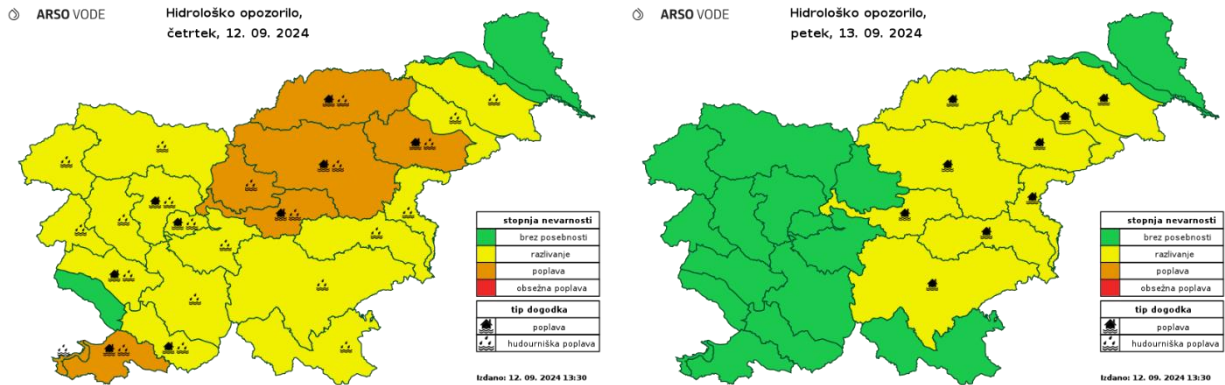 ARSO VODE
Hidrološko opozorilo,
četrtek, 12. 09. 2024
stopnja nevarnosti
brez posebnosti
razlivanje
poplava
obsežna poplava
tip dogodka
poplava
hudourniška poplava
Izdano: 12. 09. 2024 13:30
ARSO VODE
Hidrološko opozorilo,
petek, 13. 09. 2024
stopnja nevarnosti
brez posebnosti
razlivanje
poplava
obsežna poplava
tip dogodka
poplava
hudourniška poplava
Izdano: 12. 09. 2024 13:30